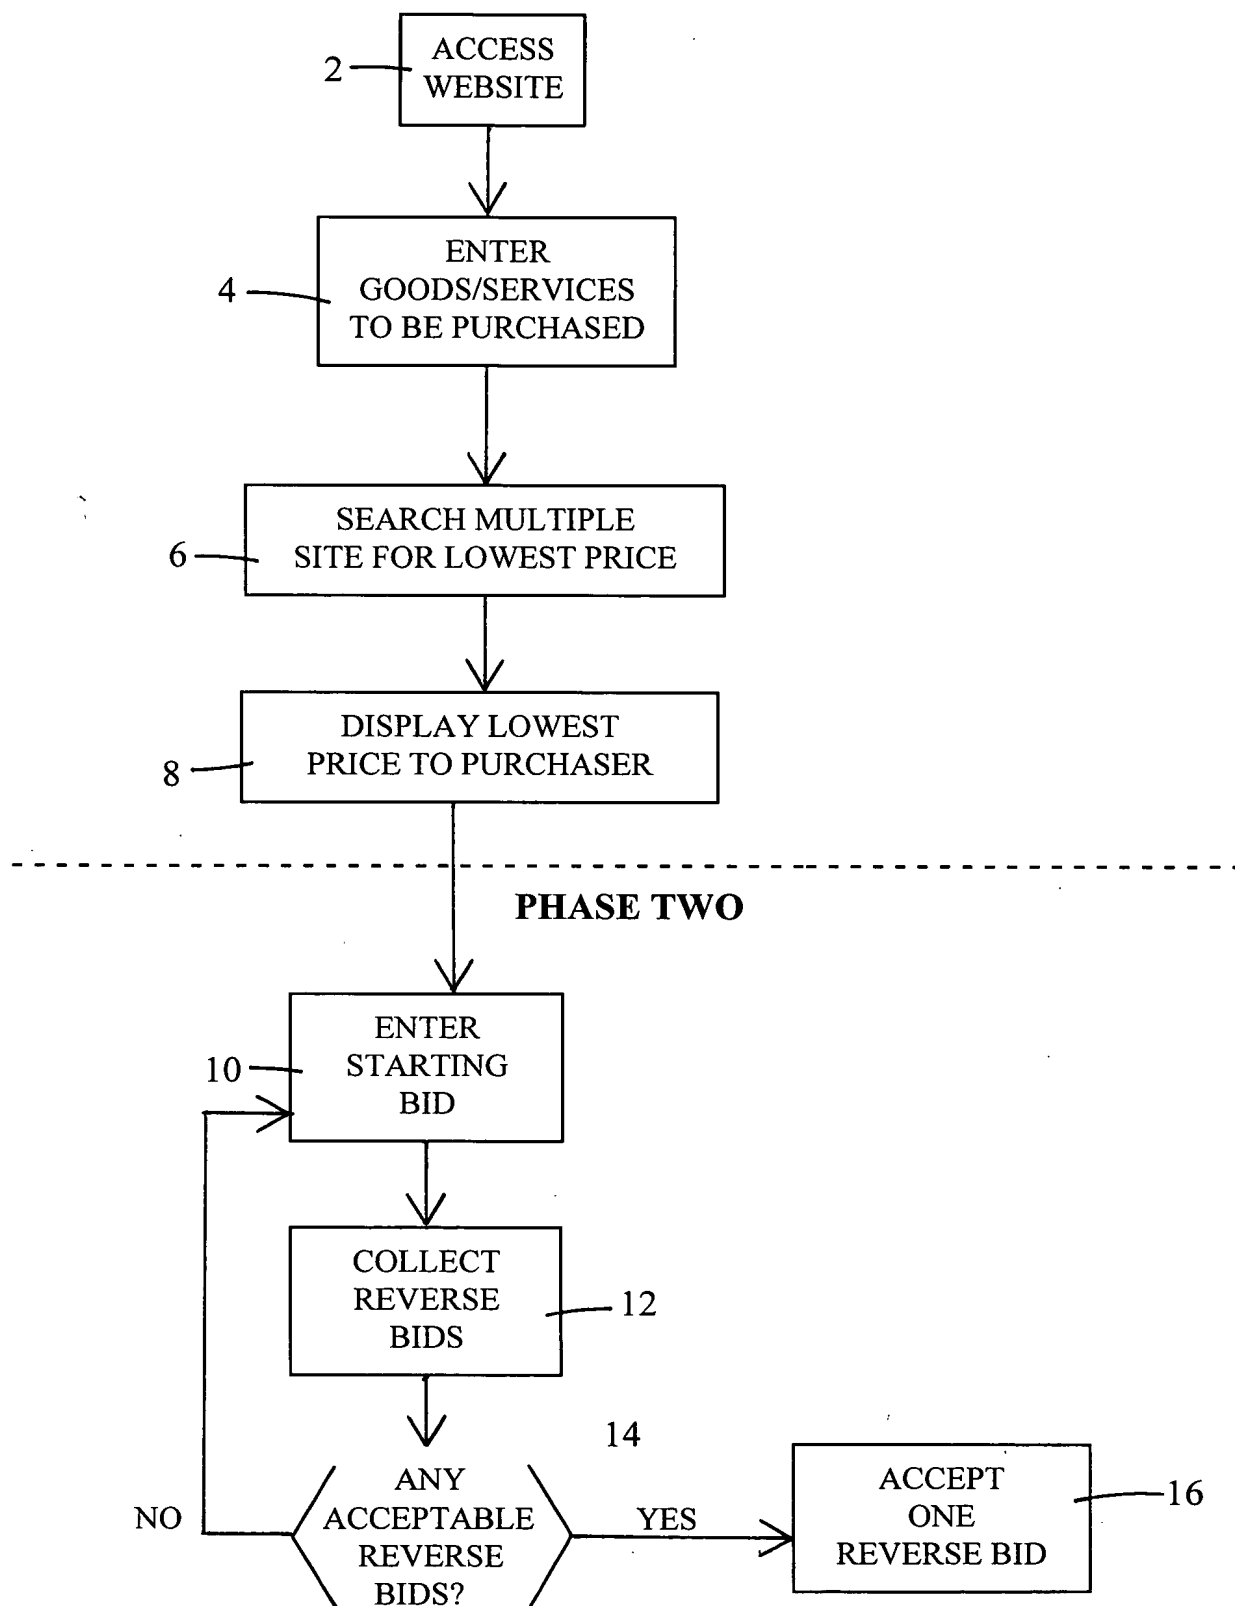 ACCESS
WEBSITE
2
ENTER
GOODS/SERVICES
TO BE PURCHASED
4
SEARCH MULTIPLE
SITE FOR LOWEST PRICE
6
DISPLAY LOWEST
PRICE TO PURCHASER
8
PHASE TWO
ENTER
STARTING
BID
10
COLLECT
REVERSE
BIDS
12
14
ANY
ACCEPTABLE
REVERSE
BIDS?
NO
YES
ACCEPT
ONE
REVERSE BID
16